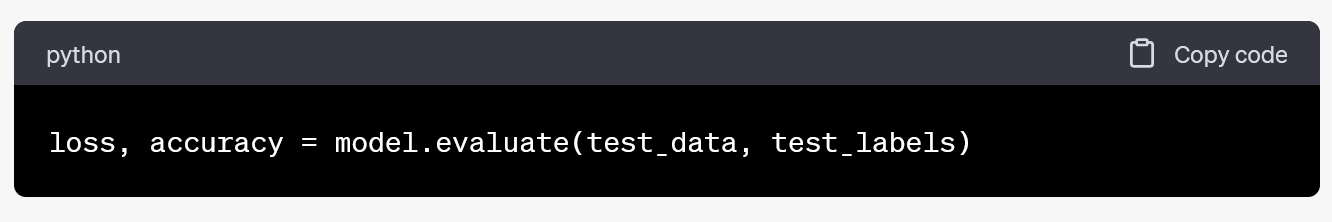 python
Copy code
loss, accuracy = model.evaluate(test_data, test_labels)